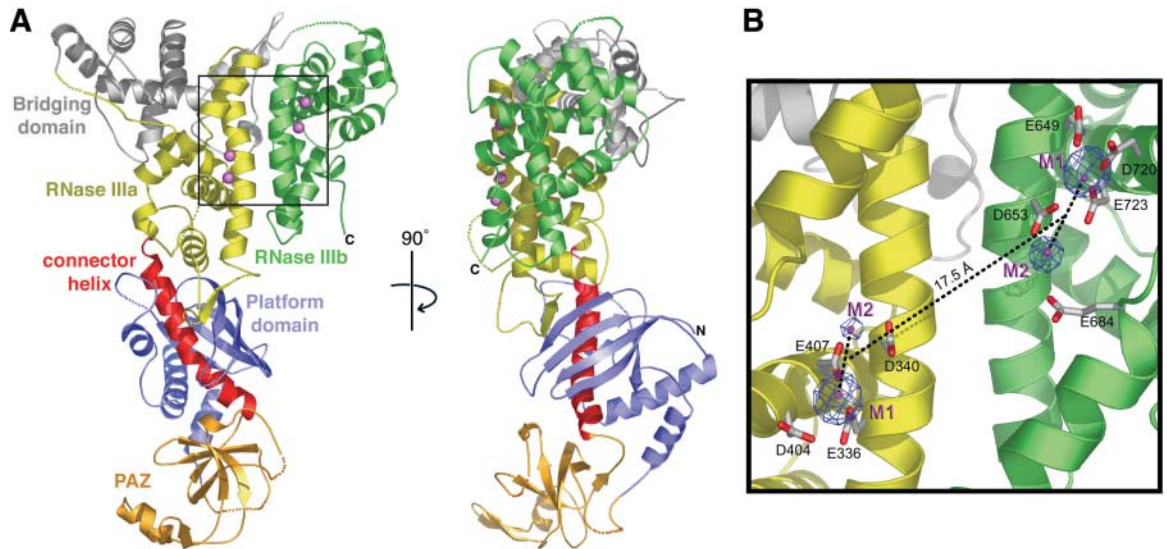 A
Bridging
domain
RNase IIIa
RNase IIIb
C
connector
helix
Platform
domain
PAZ
90°
C
N
B
E649
M1
D720
E723
D653
M2
17.5 Å
E684
M2
E407
D340
M1
D404
E336